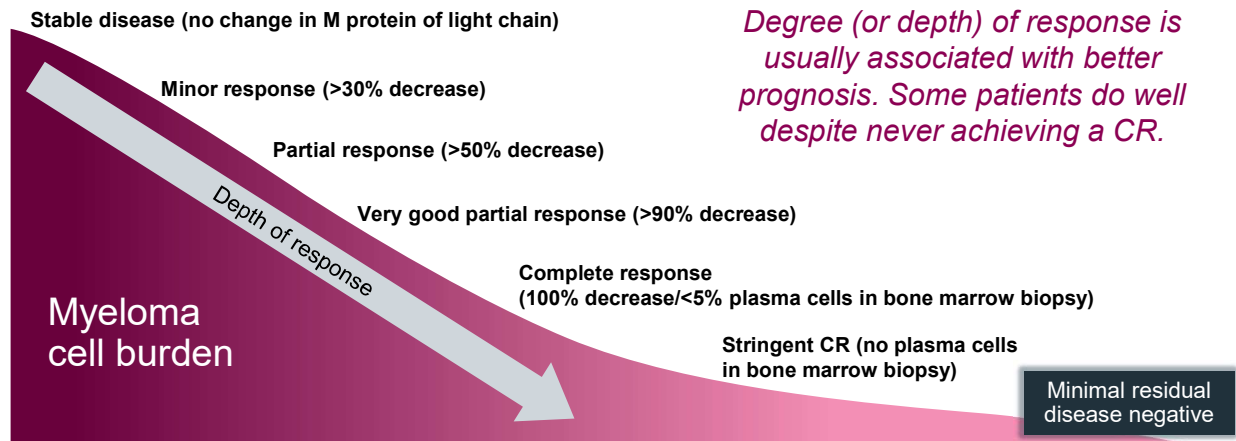 Stable disease (no change in M protein of light chain)
Degree (or depth) of response is
usually associated with better
prognosis. Some patients do well
despite never achieving a CR.
Minor response (>30% decrease)
Partial response (>50% decrease)
Depth of response
Very good partial response (>90% decrease)
Complete response
(100% decrease/<5% plasma cells in bone marrow biopsy)
Myeloma
cell burden
Stringent CR (no plasma cells
in bone marrow biopsy)
Minimal residual
disease negative